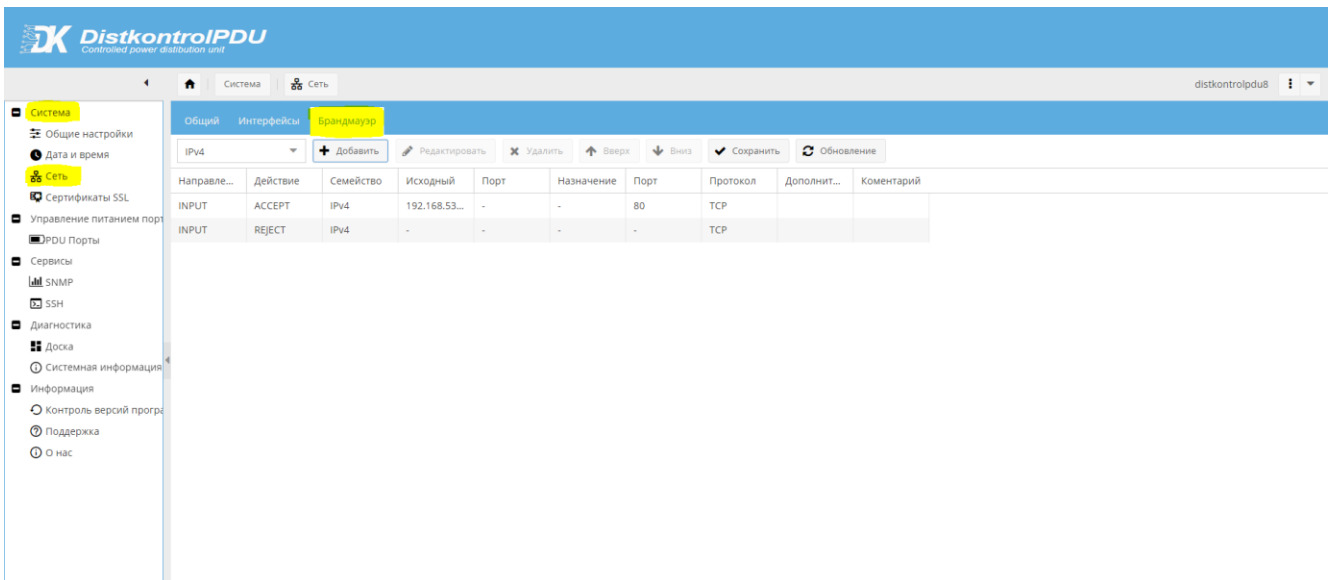 DK DistkontrolPDU
Controlled power distibution unit
Система Сеть distkontrolpdu8
Система
Общие настройки
Дата и время
Сеть
Сертификаты SSL
Управление питанием порт
PDU Порты
Сервисы
SNMP
SSH
Диагностика
Доска
Системная информация
Информация
Контроль версий програ
Поддержка
О нас
Общий Интерфейсы Брандмауэр
IPv4 Добавить Редактировать Удалить Вверх Вниз Сохранить Обновление
Направле... Действие Семейство Исходный Порт Назначение Порт Протокол Дополнит... Коментарий
INPUT ACCEPT IPv4 192.168.53... - - 80 TCP
INPUT REJECT IPv4 - - - - TCP